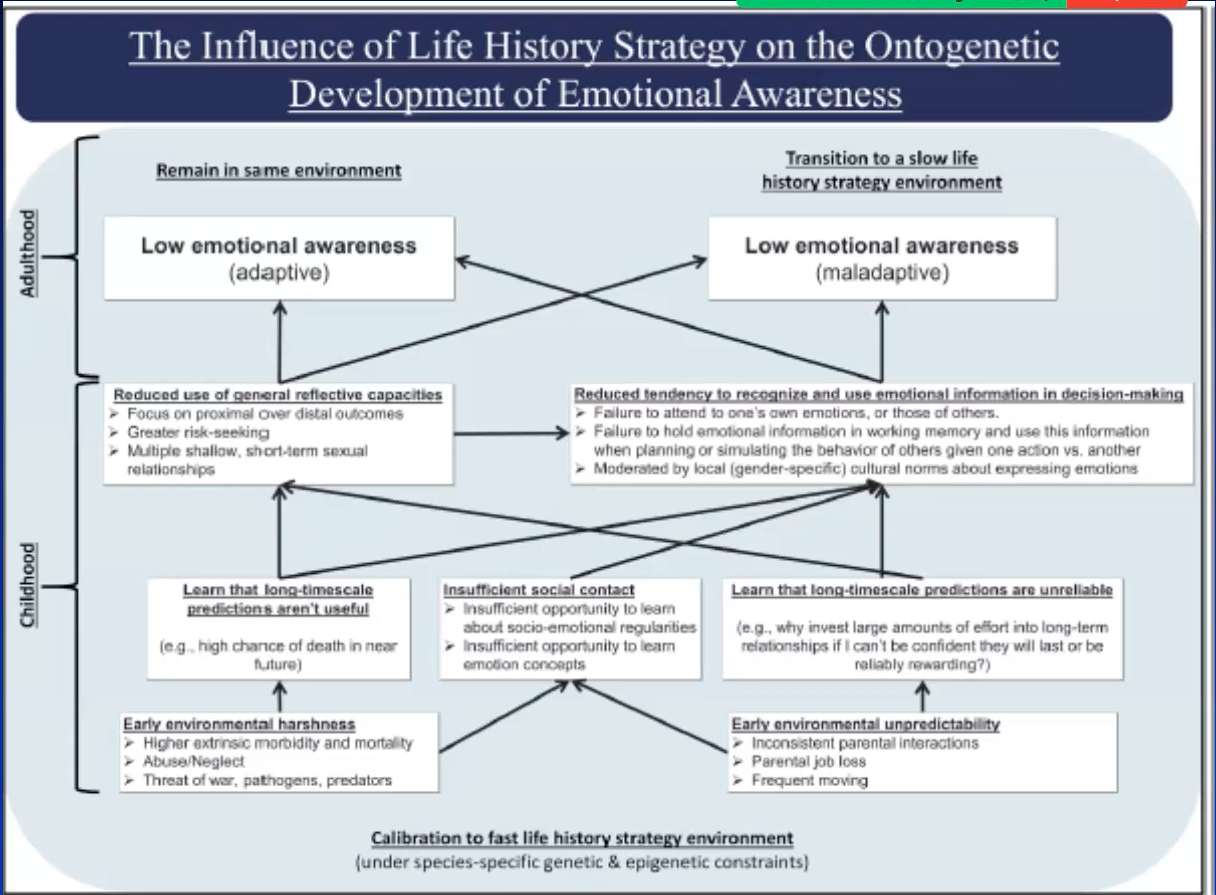 The Influence of Life History Strategy on the Ontogenetic
Development of Emotional Awareness
Remain in same environment
Transition to a slow life
history strategy environment
Adulthood
Low emotional awareness
(adaptive)
Low emotional awareness
(maladaptive)
Reduced use of general reflective capacities
➢ Focus on proximal over distal outcomes
➢ Greater risk-seeking
➢ Multiple shallow, short-term sexual
relationships
Reduced tendency to recognize and use emotional information in decision-making
➢ Failure to attend to one's own emotions, or those of others.
➢ Failure to hold emotional information in working memory and use this information
when planning or simulating the behavior of others given one action vs. another
➢ Moderated by local (gender-specific) cultural norms about expressing emotions
Childhood
Learn that long-timescale
predictions aren't useful
(e.g., high chance of death in near
future)
Insufficient social contact
➢ Insufficient opportunity to learn
about socio-emotional regularities
➢ Insufficient opportunity to learn
emotion concepts
Learn that long-timescale predictions are unreliable
(e.g., why invest large amounts of effort into long-term
relationships if I can't be confident they will last or be
reliably rewarding?)
Early environmental harshness
➢ Higher extrinsic morbidity and mortality
➢ Abuse/Neglect
➢ Threat of war, pathogens, predators
Early environmental unpredictability
➢ Inconsistent parental interactions
➢ Parental job loss
➢ Frequent moving
Calibration to fast life history strategy environment
(under species-specific genetic & epigenetic constraints)